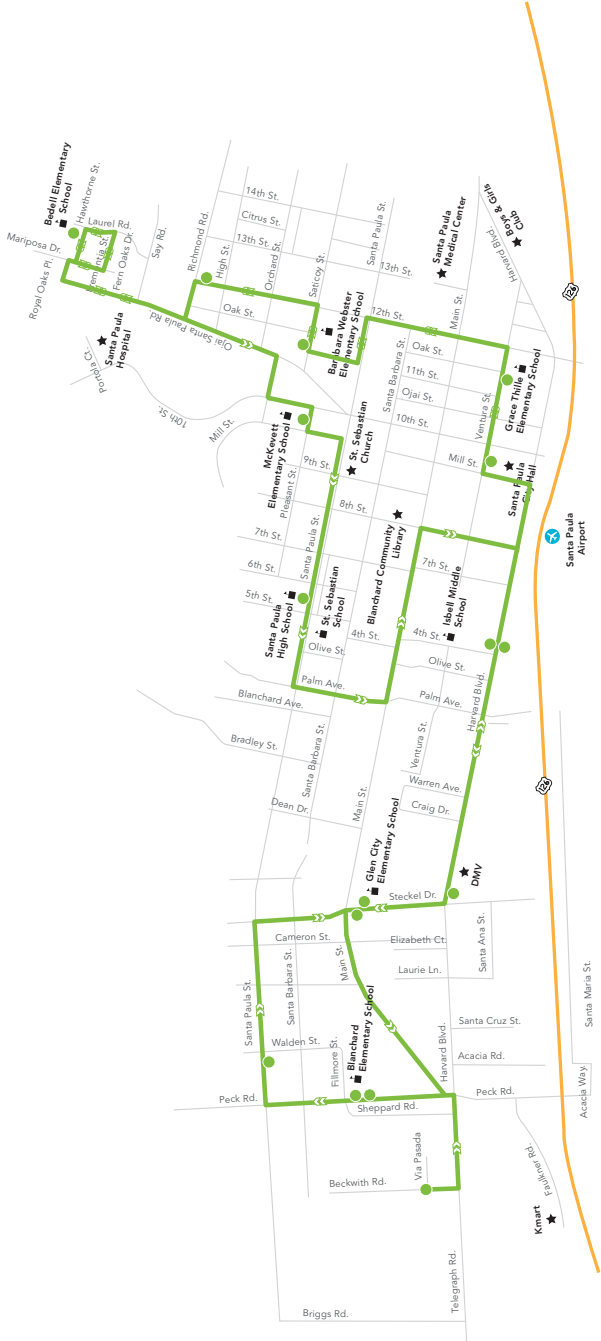 Bedell Elementary
School
Hawthorne St.
Laurel Rd.
Mariposa Dr.
Royal Oaks Pl.
Fern Oaks Dr.
Say Rd.
Santa Paula
Hospital
Portola Ct.
Ojai Santa Paula Rd.
10th St.
Mill St.
Richmond Rd.
High St.
Orchard St.
Saticoy St.
14th St.
Citrus St.
13th St.
13th St.
Oak St.
Santa Paula St.
Santa Paula
Medical Center
Main St.
Harvard Blvd.
Boys & Girls
Club
126
Barbara Webster
Elementary School
12th St.
Oak St.
11th St.
Ojai St.
10th St.
Santa Barbara St.
Ventura St.
Grace Thille
Elementary School
Mill St.
Santa Paula
City Hall
Santa Paula
Airport
McKevett
Elementary School
St. Sebastian
Church
9th St.
Pleasant St.
8th St.
7th St.
6th St.
5th St.
Santa Paula St.
Blanchard Community
Library
7th St.
Santa Paula
High School
St. Sebastian
School
Isbell Middle
School
4th St.
4th St.
Olive St.
Olive St.
Palm Ave.
Palm Ave.
Blanchard Ave.
Bradley St.
Santa Barbara St.
Main St.
Ventura St.
Harvard Blvd.
Warren Ave.
Craig Dr.
Dean Dr.
126
Glen City
Elementary School
DMV
Steckel Dr.
Cameron St.
Elizabeth Ct.
Laurie Ln.
Santa Ana St.
Santa Maria St.
Main St.
Santa Barbara St.
Santa Paula St.
Walden St.
Fillmore St.
Blanchard
Elementary School
Harvard Blvd.
Santa Cruz St.
Acacia Rd.
Acacia Way
Peck Rd.
Peck Rd.
Sheppard Rd.
Via Pasada
Beckwith Rd.
Faulkner Rd.
Kmart
Telegraph Rd.
Briggs Rd.